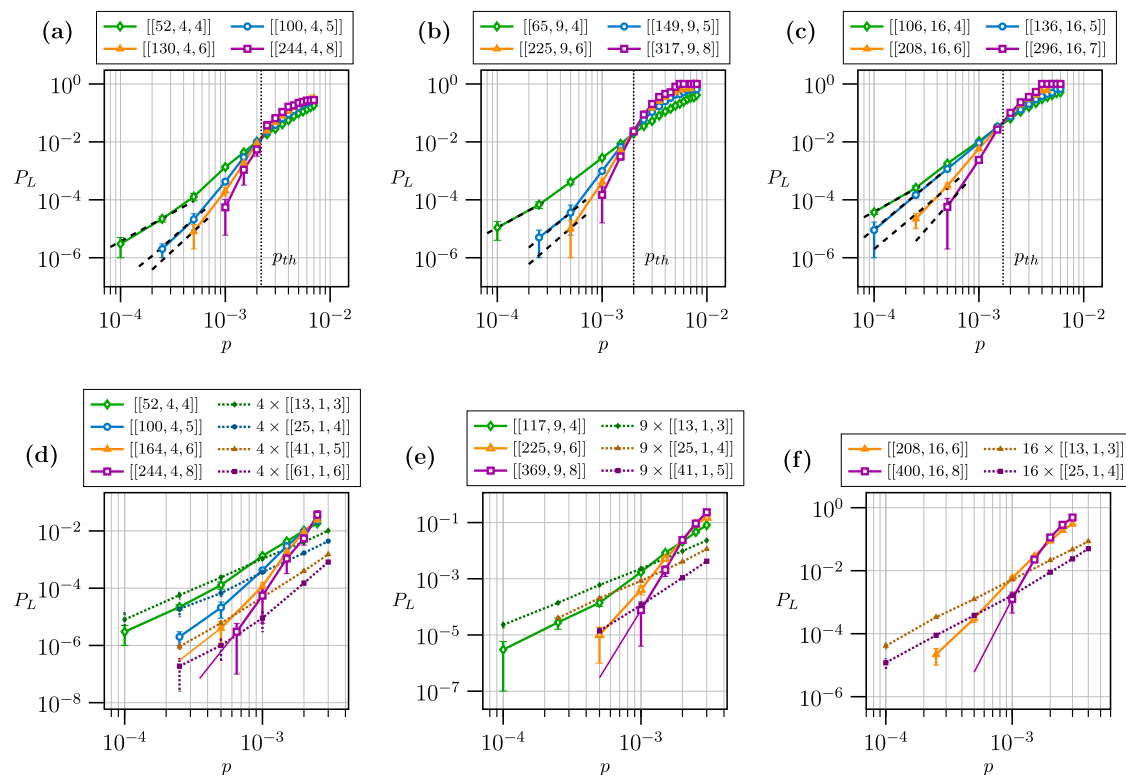 (a)
[[52, 4, 4]] [[100, 4, 5]]
[[130, 4, 6]] [[244, 4, 8]]
10^0
10^−2
P_L
10^−4
10^−6
p_th
10^−4 10^−3 10^−2
p
(b)
[[65, 9, 4]] [[149, 9, 5]]
[[225, 9, 6]] [[317, 9, 8]]
10^0
10^−2
P_L
10^−4
10^−6
p_th
10^−4 10^−3 10^−2
p
(c)
[[106, 16, 4]] [[136, 16, 5]]
[[208, 16, 6]] [[296, 16, 7]]
10^0
10^−2
P_L
10^−4
10^−6
p_th
10^−4 10^−3 10^−2
p
(d)
[[52, 4, 4]] 4 × [[13, 1, 3]]
[[100, 4, 5]] 4 × [[25, 1, 4]]
[[164, 4, 6]] 4 × [[41, 1, 5]]
[[244, 4, 8]] 4 × [[61, 1, 6]]
10^−2
10^−4
P_L
10^−6
10^−8
10^−4 10^−3
p
(e)
[[117, 9, 4]] 9 × [[13, 1, 3]]
[[225, 9, 6]] 9 × [[25, 1, 4]]
[[369, 9, 8]] 9 × [[41, 1, 5]]
10^−1
10^−3
P_L
10^−5
10^−7
10^−4 10^−3
p
(f)
[[208, 16, 6]] 16 × [[13, 1, 3]]
[[400, 16, 8]] 16 × [[25, 1, 4]]
10^0
10^−2
P_L
10^−4
10^−6
10^−4 10^−3
p